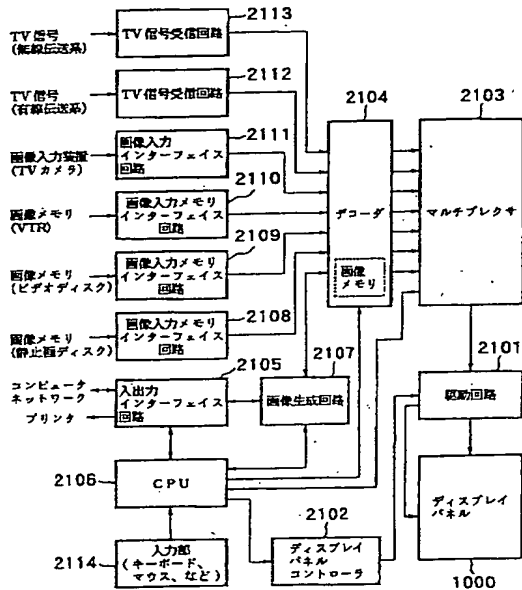 2113
TV信号
(無線伝送系)
TV信号受信回路
2112
TV信号
(有線伝送系)
TV信号受信回路
2111
画像入力装置
(TVカメラ)
画像入力
インターフェイス
回路
2110
画像メモリ
(VTR)
画像入力メモリ
インターフェイス
回路
2109
画像メモリ
(ビデオディスク)
画像入力メモリ
インターフェイス
回路
2108
画像メモリ
(静止画ディスク)
画像入力メモリ
インターフェイス
回路
2105
コンピュータ
ネットワーク
プリンタ
入出力
インターフェイス
回路
2107
画像生成回路
2104
デコーダ
画像
メモリ
2103
マルチプレクサ
2101
駆動回路
2106
CPU
2114
入力部
(キーボード、
マウス、など)
2102
ディスプレイ
パネル
コントローラ
ディスプレイ
パネル
1000